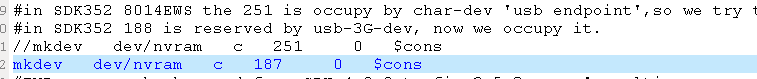 #in SDK352 8014EWS the 251 is occupy by char-dev 'usb endpoint',so we try t
#in SDK352 188 is reserved by usb-3G-dev, now we occupy it.
//mkdev dev/nvram c 251 0 $cons
mkdev dev/nvram c 187 0 $cons